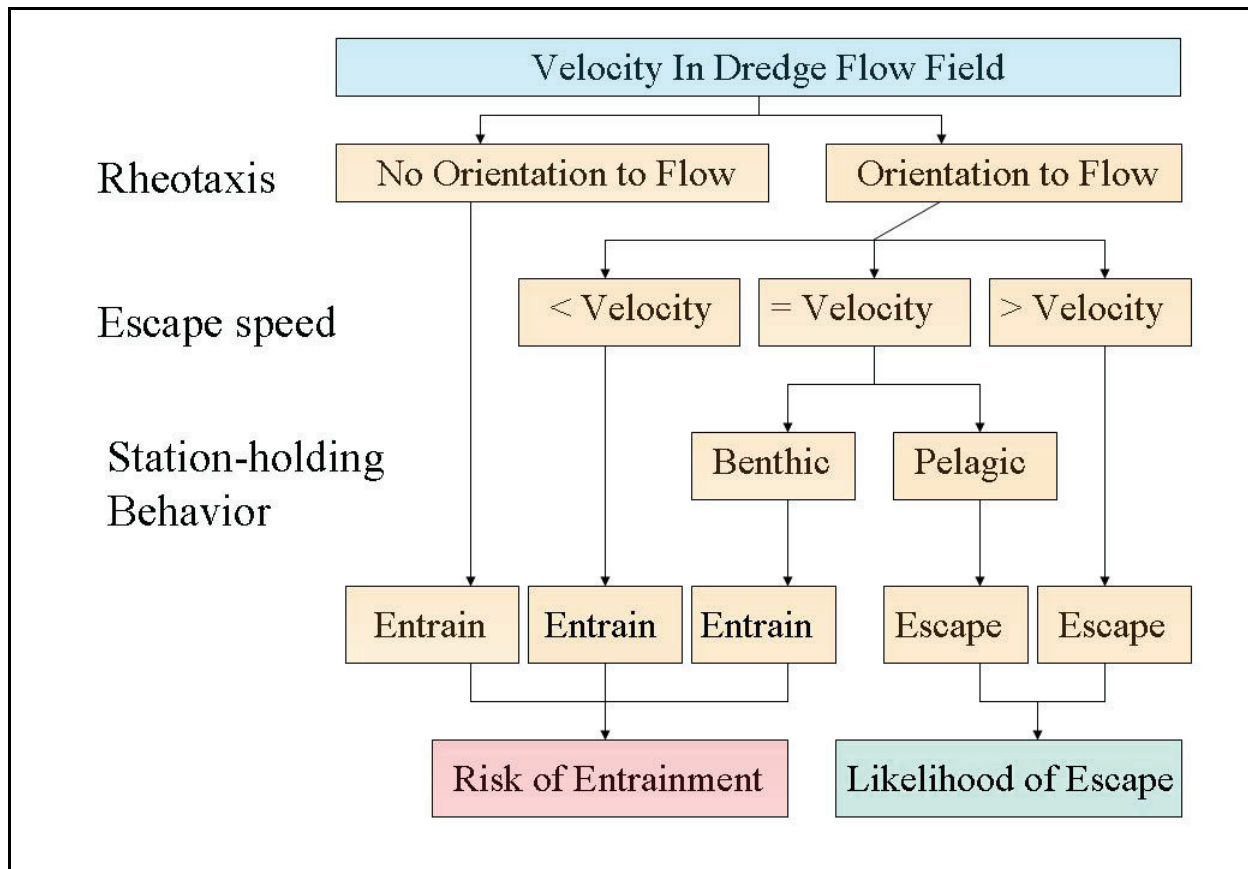 Velocity In Dredge Flow Field
Rheotaxis
No Orientation to Flow
Orientation to Flow
Escape speed
< Velocity
= Velocity
> Velocity
Station-holding
Behavior
Benthic
Pelagic
Entrain
Entrain
Entrain
Escape
Escape
Risk of Entrainment
Likelihood of Escape